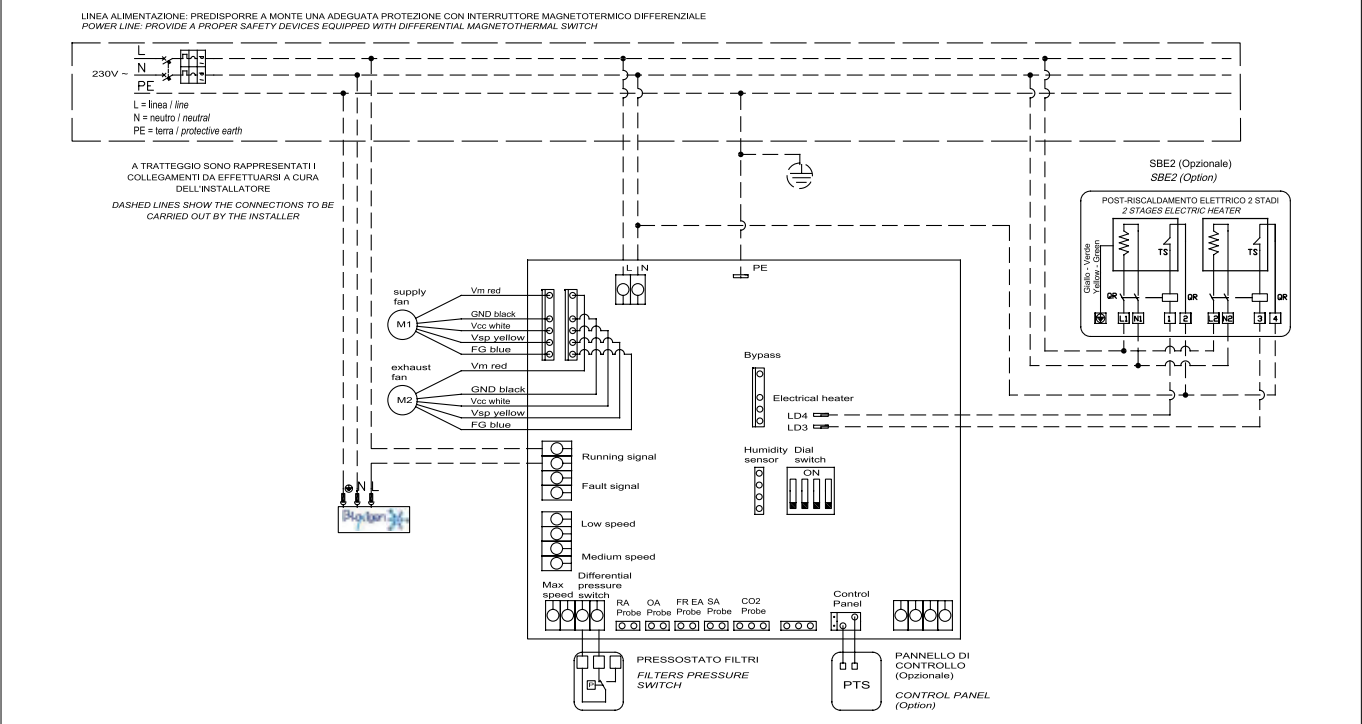 LINEA ALIMENTAZIONE: PREDISPORRE A MONTE UNA ADEGUATA PROTEZIONE CON INTERRUTTORE MAGNETOTERMICO DIFFERENZIALE
POWER LINE: PROVIDE A PROPER SAFETY DEVICES EQUIPPED WITH DIFFERENTIAL MAGNETOTHERMAL SWITCH
L
N
230V ~
PE
L = linea / line
N = neutro / neutral
PE = terra / protective earth
A TRATTEGGIO SONO RAPPRESENTATI I
COLLEGAMENTI DA EFFETTUARSI A CURA
DELL'INSTALLATORE
DASHED LINES SHOW THE CONNECTIONS TO BE
CARRIED OUT BY THE INSTALLER
SBE2 (Opzionale)
SBE2 (Option)
POST-RISCALDAMENTO ELETTRICO 2 STADI
2 STAGES ELECTRIC HEATER
Giallo - Verde
Yellow - Green
TS
TS
QR
QR
QR
L1
N1
1
2
L2
N2
3
4
L
N
PE
supply
fan
M1
Vm red
GND black
Vcc white
Vsp yellow
FG blue
exhaust
fan
M2
Vm red
GND black
Vcc white
Vsp yellow
FG blue
Bypass
Electrical heater
LD4
LD3
Humidity
sensor
Dial
switch
ON
Running signal
Fault signal
Low speed
Medium speed
N
L
Max
speed
Differential
pressure
switch
RA
Probe
OA
Probe
FR EA
Probe
SA
Probe
CO2
Probe
Control
Panel
P
PRESSOSTATO FILTRI
FILTERS PRESSURE
SWITCH
PTS
PANNELLO DI
CONTROLLO
(Opzionale)
CONTROL PANEL
(Option)